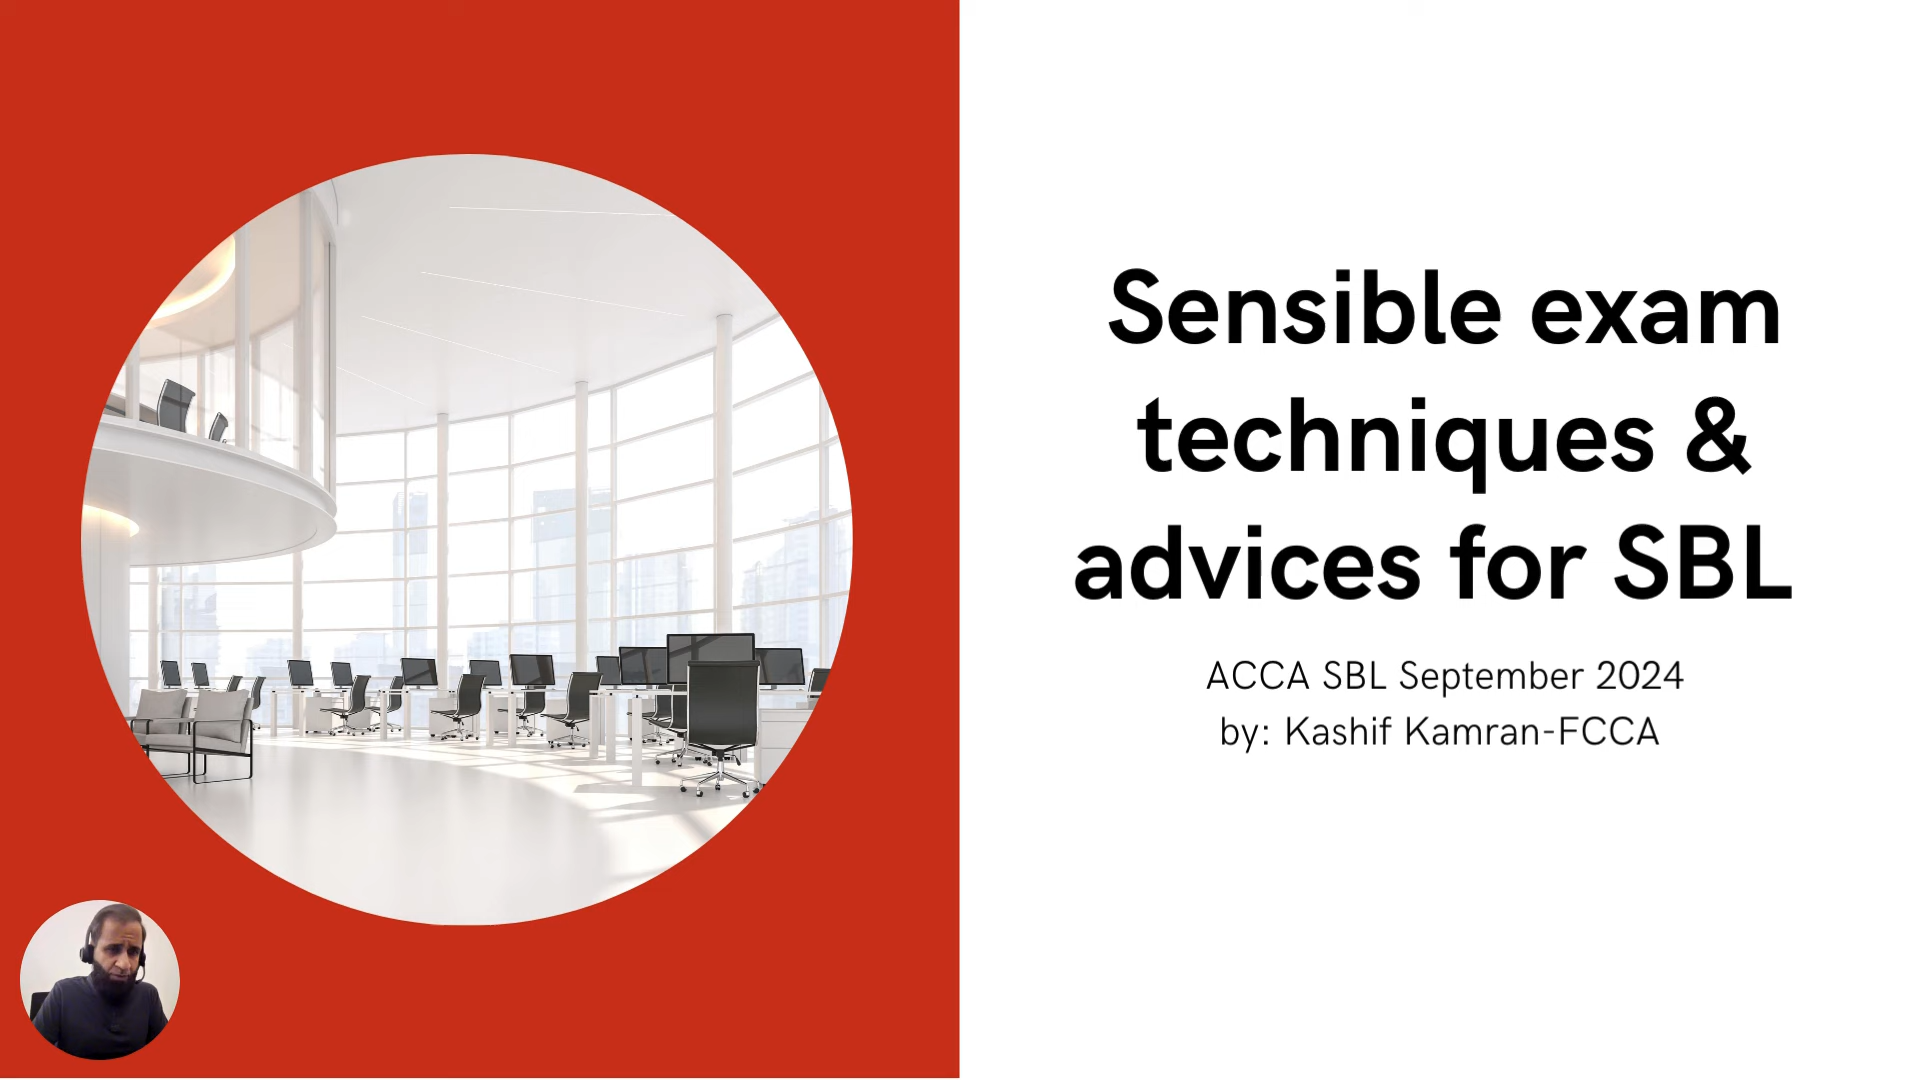 Sensible exam
techniques &
advices for SBL
ACCA SBL September 2024
by: Kashif Kamran-FCCA